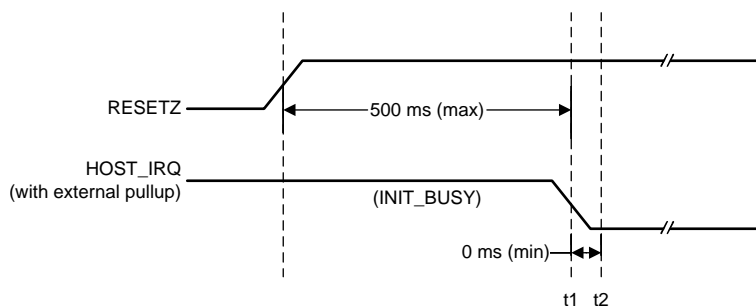 500 ms (max)
RESETZ
HOST_IRQ
(with external pullup)
(INIT_BUSY)
0 ms (min)
t1 t2